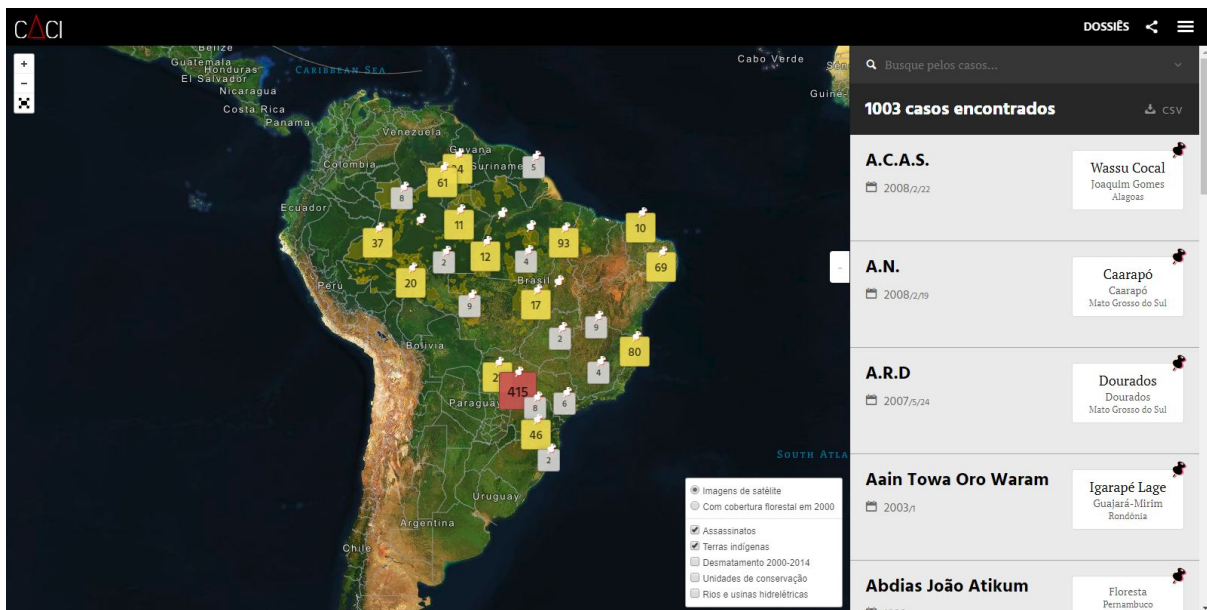 CACI
DOSSIÊS
+
-
Belize
Guatemala
Honduras
El Salvador
Nicaragua
Costa Rica
Panama
CARIBBEAN SEA
Cabo Verde
Venezuela
Guyana
Suriname
Colombia
Ecuador
Peru
Brasil
Bolivia
Paraguay
Uruguay
Argentina
Chile
5
61
8
11
10
37
93
12
2
4
69
20
9
17
9
2
80
4
415
8
6
46
2
Imagens de satélite
Com cobertura florestal em 2000
Assassinatos
Terras indígenas
Desmatamento 2000-2014
Unidades de conservação
Rios e usinas hidrelétricas
Busque pelos casos...
1003 casos encontrados
CSV
A.C.A.S.
2008/2/22
Wassu Cocal
Joaquim Gomes
Alagoas
A.N.
2008/2/19
Caarapó
Caarapó
Mato Grosso do Sul
A.R.D
2007/5/24
Dourados
Dourados
Mato Grosso do Sul
Aain Towa Oro Waram
2003/1
Igarapé Lage
Guajará-Mirim
Rondônia
Abdias João Atikum
Floresta
Pernambuco